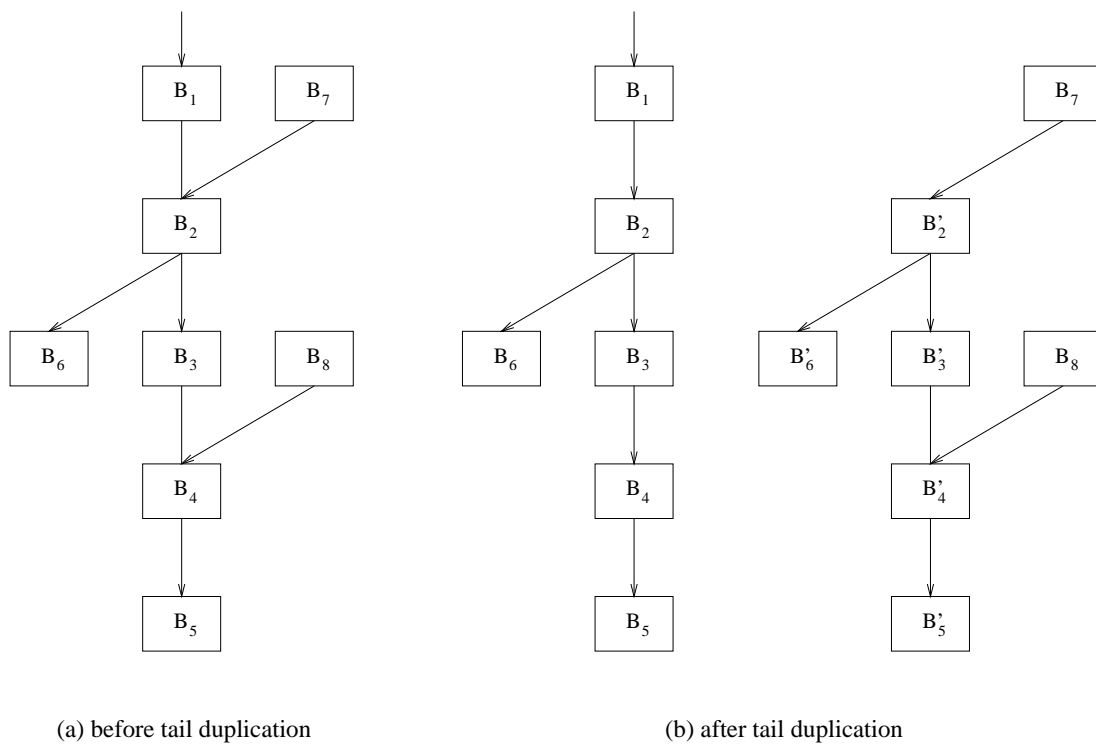 B1 B7 B1 B7
B2 B2 B'2
B6 B3 B8 B6 B3 B'6 B'3 B8
B4 B4 B'4
B5 B5 B'5
(a) before tail duplication (b) after tail duplication